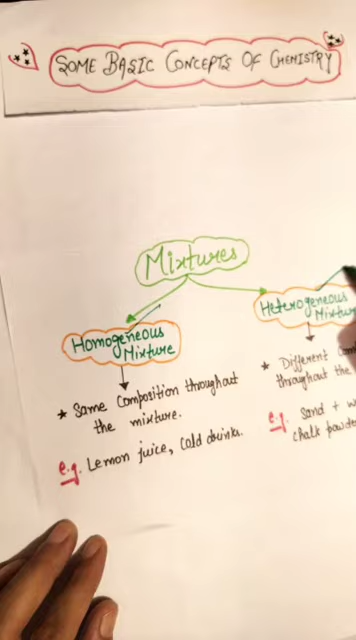 SOME BASIC CONCEPTS OF CHEMISTRY
Mixtures
Homogeneous
Mixture
* Same composition throughout
the mixture.
e.g. Lemon juice, Cold drinks.
Heterogeneous
* Different
throughout the
e.g. Sand +
chalk